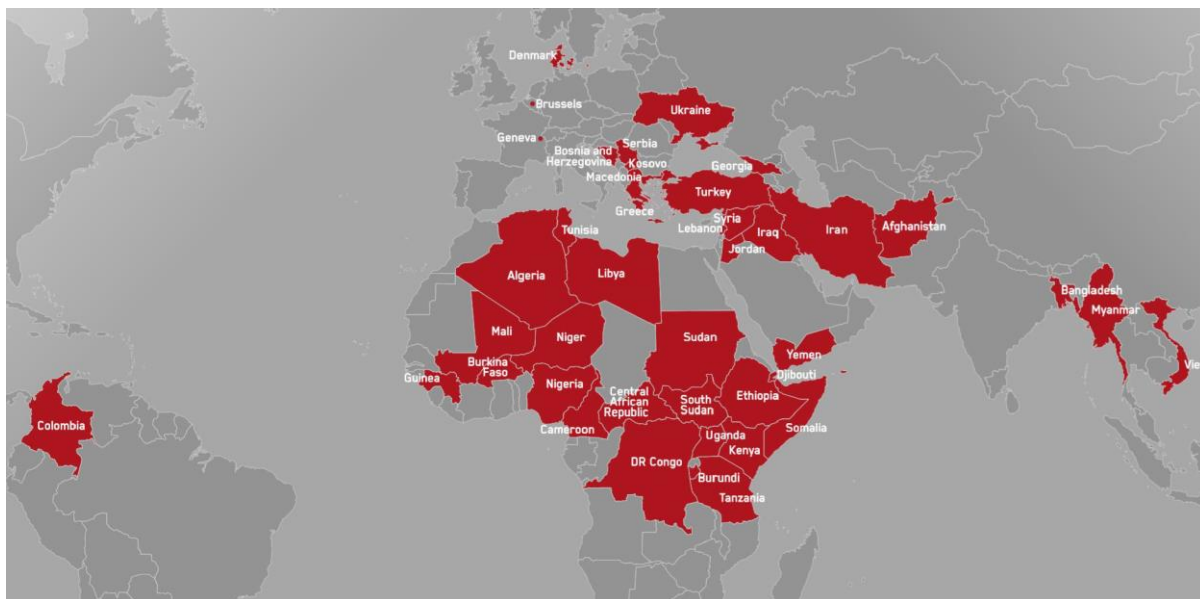 Denmark
Brussels
Ukraine
Geneva
Serbia
Bosnia and
Herzegovina
Kosovo
Georgia
Macedonia
Turkey
Greece
Syria
Tunisia
Lebanon
Iraq
Iran
Afghanistan
Jordan
Algeria
Libya
Bangladesh
Myanmar
Mali
Niger
Sudan
Yemen
Burkina
Faso
Guinea
Nigeria
Djibouti
Central
African
Republic
South
Sudan
Ethiopia
Vie
Colombia
Cameroon
Somalia
Uganda
Kenya
DR Congo
Burundi
Tanzania